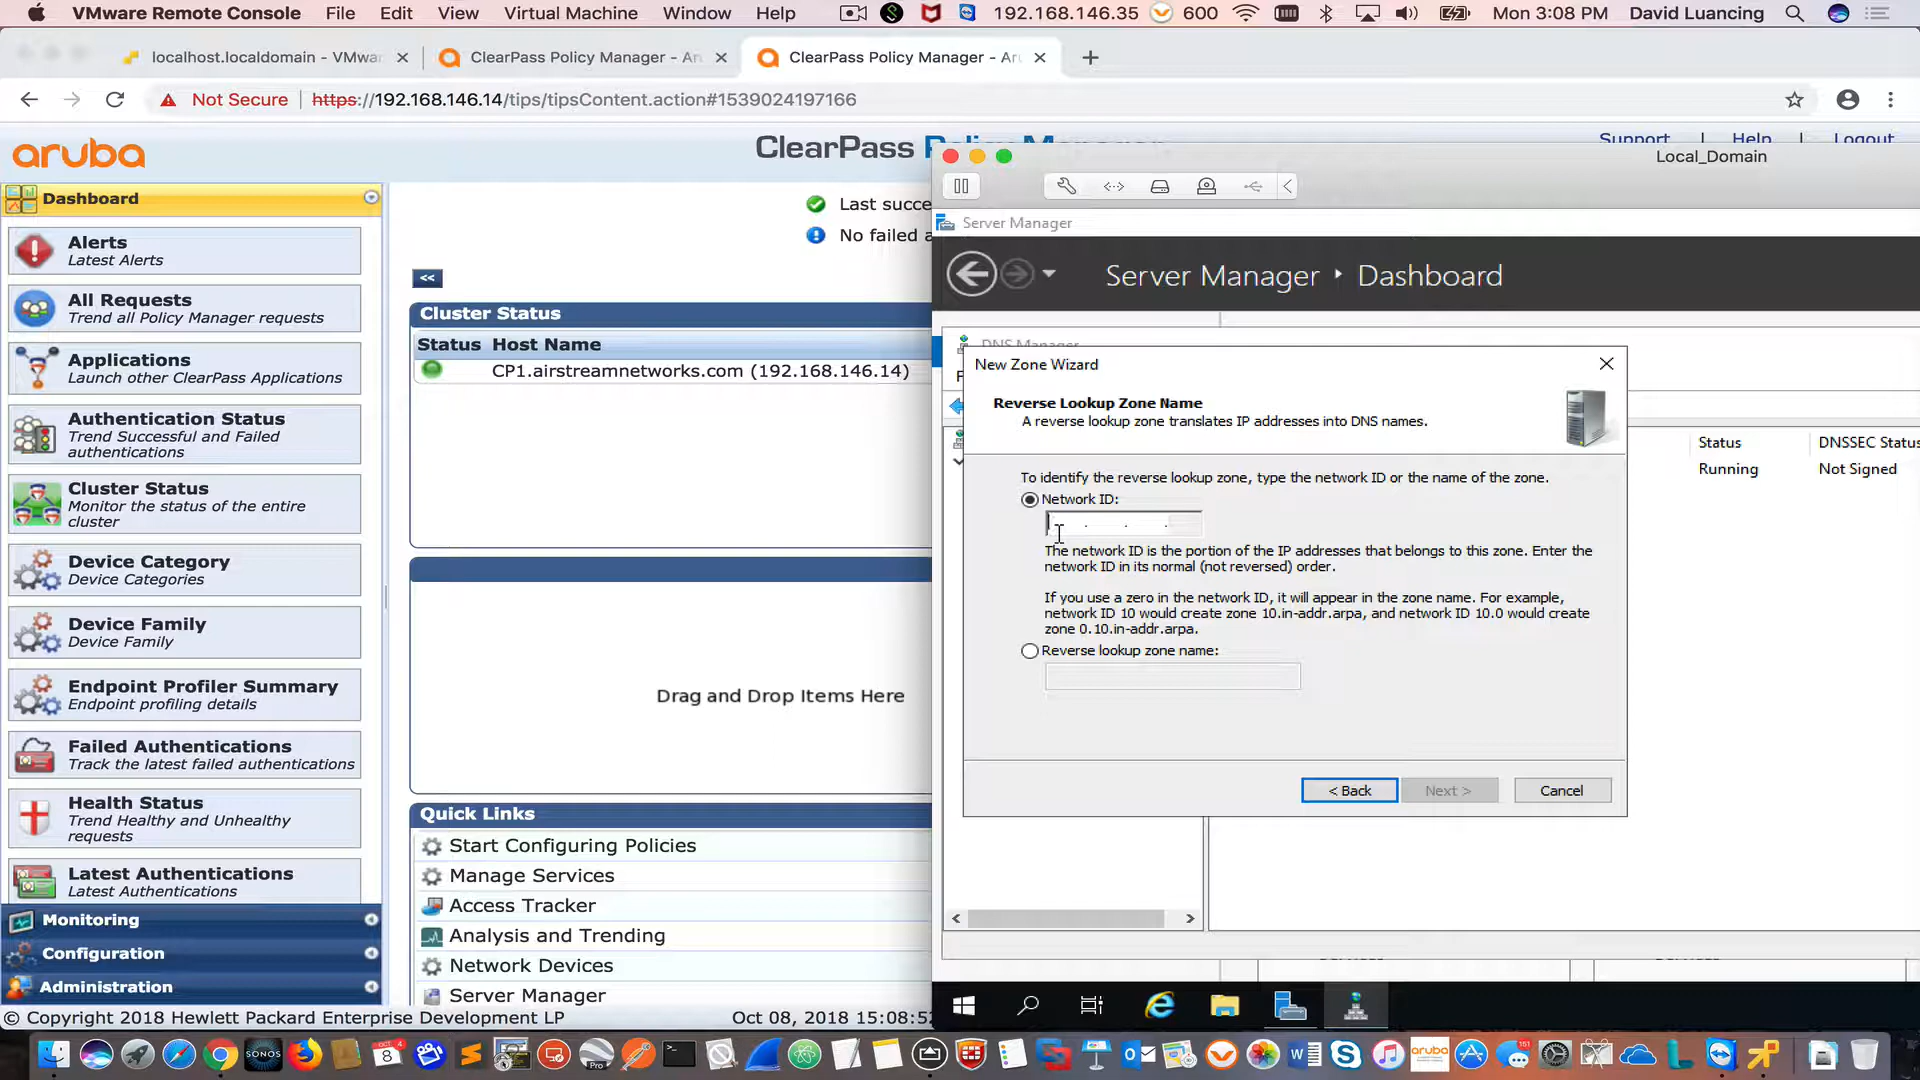 VMware Remote Console File Edit View Virtual Machine Window Help 192.168.146.35 600 Mon 3:08 PM David Luancing
localhost.localdomain - VMwar
ClearPass Policy Manager - Aru
ClearPass Policy Manager - Aru
Not Secure https://192.168.146.14/tips/tipsContent.action#1539024197166
aruba
ClearPass Policy Manager
Support | Help | Logout
Local_Domain
Dashboard
Alerts
Latest Alerts
All Requests
Trend all Policy Manager requests
Applications
Launch other ClearPass Applications
Authentication Status
Trend Successful and Failed
authentications
Cluster Status
Monitor the status of the entire
cluster
Device Category
Device Categories
Device Family
Device Family
Endpoint Profiler Summary
Endpoint profiling details
Failed Authentications
Track the latest failed authentications
Health Status
Trend Healthy and Unhealthy
requests
Latest Authentications
Latest Authentications
Monitoring
Configuration
Administration
Last succe
No failed a
<<
Cluster Status
Status Host Name
CP1.airstreamnetworks.com (192.168.146.14)
Drag and Drop Items Here
Quick Links
Start Configuring Policies
Manage Services
Access Tracker
Analysis and Trending
Network Devices
Server Manager
© Copyright 2018 Hewlett Packard Enterprise Development LP
Oct 08, 2018 15:08:52
Server Manager
Server Manager Dashboard
DNS Manager
New Zone Wizard
Reverse Lookup Zone Name
A reverse lookup zone translates IP addresses into DNS names.
To identify the reverse lookup zone, type the network ID or the name of the zone.
Network ID:
. . .
The network ID is the portion of the IP addresses that belongs to this zone. Enter the
network ID in its normal (not reversed) order.
If you use a zero in the network ID, it will appear in the zone name. For example,
network ID 10 would create zone 10.in-addr.arpa, and network ID 10.0 would create
zone 0.10.in-addr.arpa.
Reverse lookup zone name:
< Back
Next >
Cancel
Status DNSSEC Status
Running Not Signed
SONOS
Pro
aruba
151